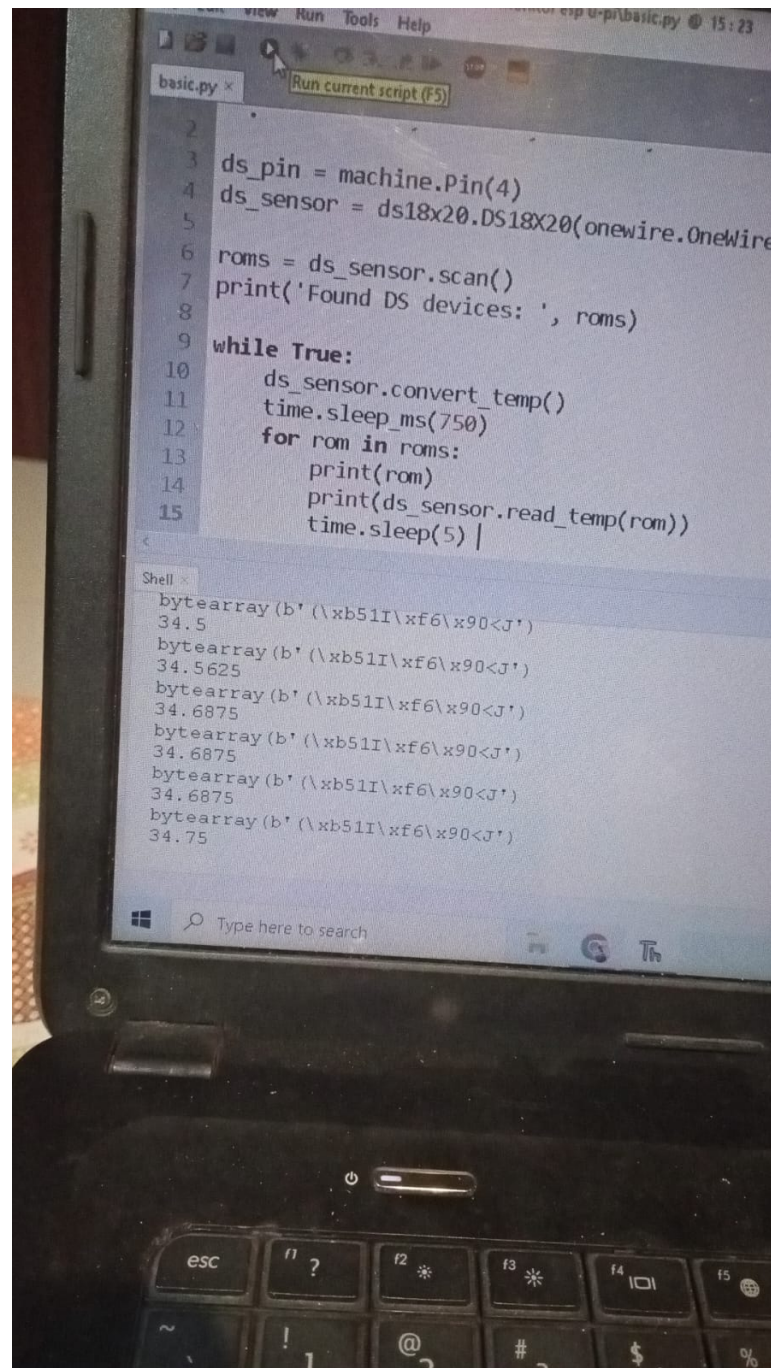 View Run Tools Help
u-pi\basic.py @ 15:23
basic.py ×
Run current script (F5)
2
3 ds_pin = machine.Pin(4)
4 ds_sensor = ds18x20.DS18X20(onewire.OneWire
5
6 roms = ds_sensor.scan()
7 print('Found DS devices: ', roms)
8
9 while True:
10 ds_sensor.convert_temp()
11 time.sleep_ms(750)
12 for rom in roms:
13 print(rom)
14 print(ds_sensor.read_temp(rom))
15 time.sleep(5)
Shell ×
bytearray(b'(\xb51I\xf6\x90<J')
34.5
bytearray(b'(\xb51I\xf6\x90<J')
34.5625
bytearray(b'(\xb51I\xf6\x90<J')
34.6875
bytearray(b'(\xb51I\xf6\x90<J')
34.6875
bytearray(b'(\xb51I\xf6\x90<J')
34.6875
bytearray(b'(\xb51I\xf6\x90<J')
34.75
Type here to search
Th
esc f1 ? f2 f3 f4 f5
~ ! 1 @ 2 # $ %